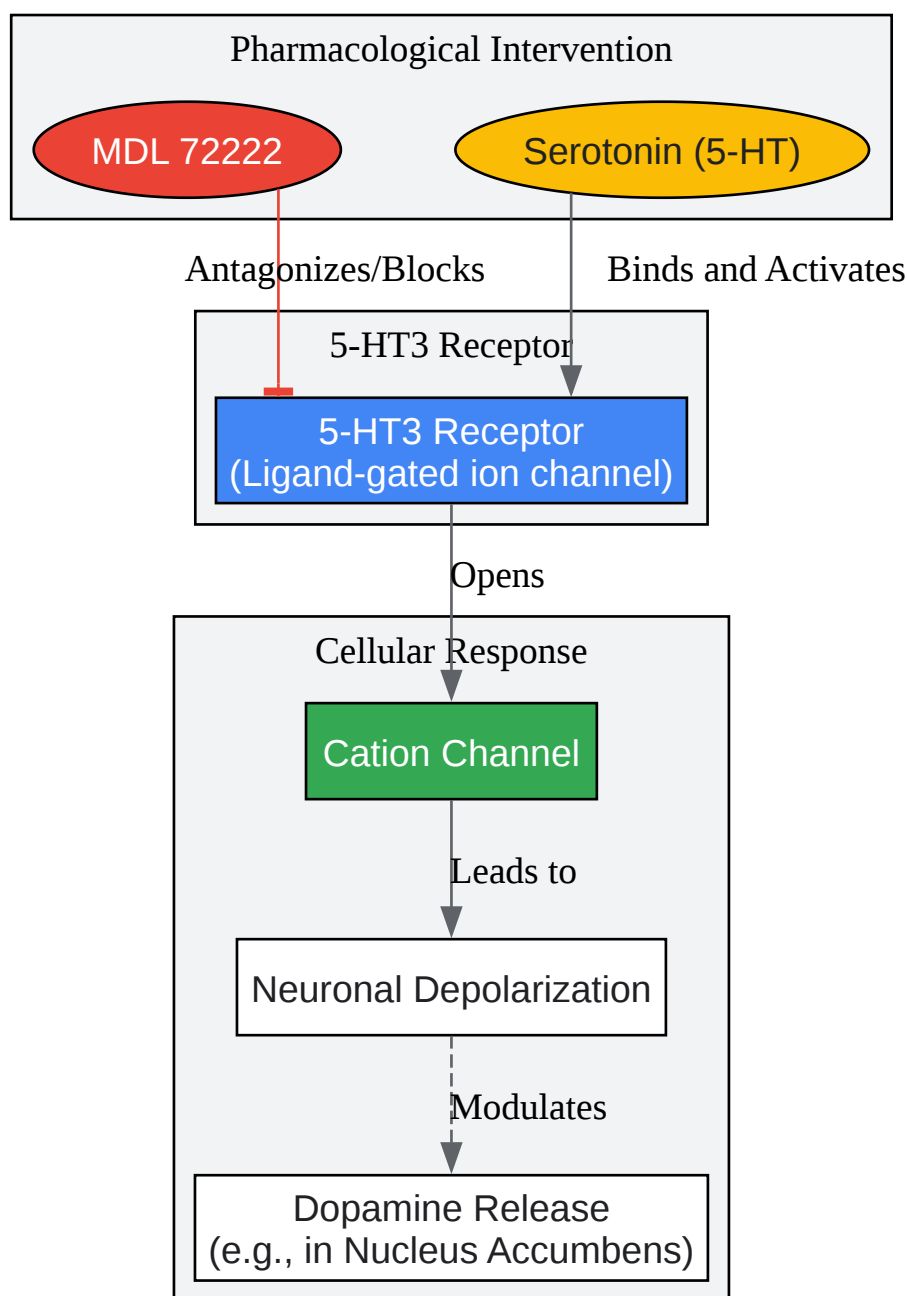 Pharmacological Intervention
MDL 72222
Serotonin (5-HT)
Antagonizes/Blocks
Binds and Activates
5-HT3 Receptor
5-HT3 Receptor
(Ligand-gated ion channel)
Opens
Cellular Response
Cation Channel
Leads to
Neuronal Depolarization
Modulates
Dopamine Release
(e.g., in Nucleus Accumbens)